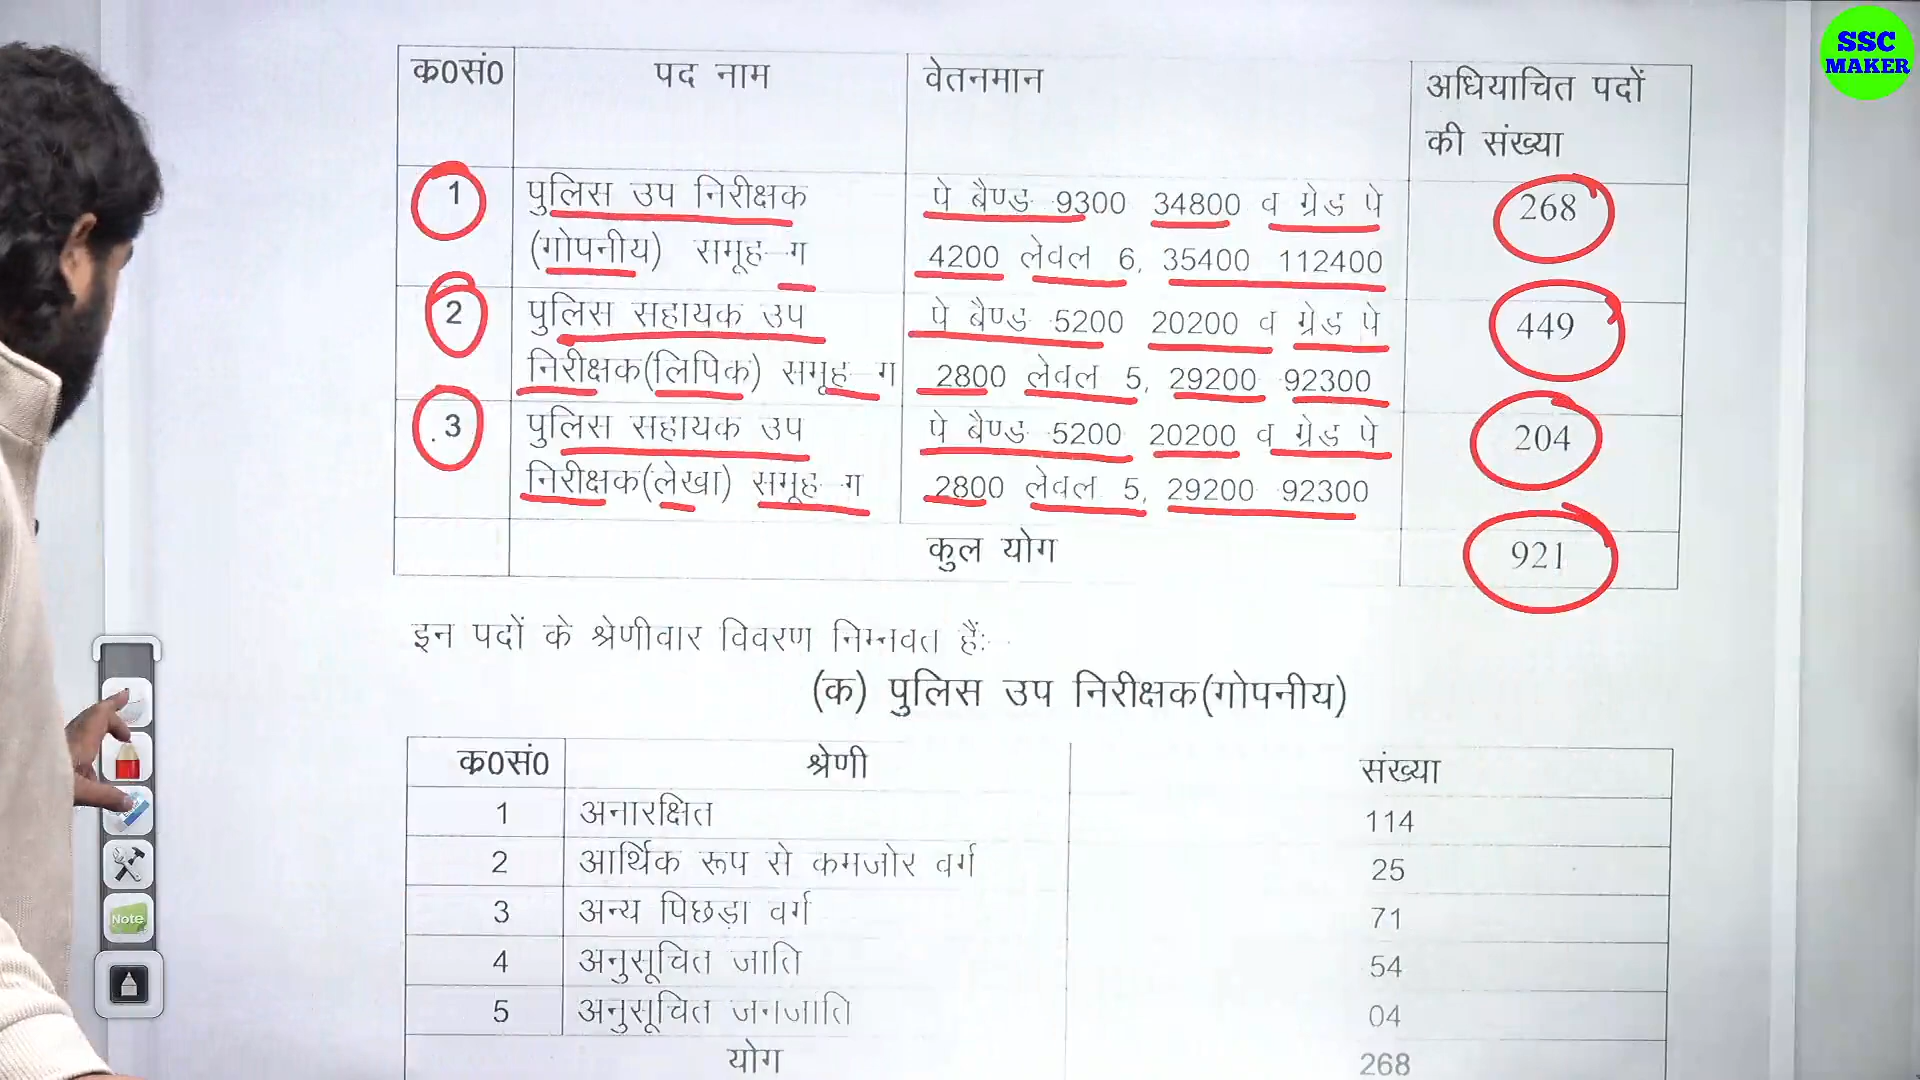 SSC
MAKER
क0सं0 पद नाम वेतनमान अधियाचित पदों
की संख्या
1 पुलिस उप निरीक्षक पे बैण्ड 9300 34800 व ग्रेड पे 268
(गोपनीय) समूह ग 4200 लेवल 6, 35400 112400
2 पुलिस सहायक उप पे बैण्ड 5200 20200 व ग्रेड पे 449
निरीक्षक(लिपिक) समूह ग 2800 लेवल 5, 29200 92300
3 पुलिस सहायक उप पे बैण्ड 5200 20200 व ग्रेड पे 204
निरीक्षक(लेखा) समूह ग 2800 लेवल 5, 29200 92300
कुल योग 921
इन पदों के श्रेणीवार विवरण निम्नवत हैं:
(क) पुलिस उप निरीक्षक(गोपनीय)
क0सं0 श्रेणी संख्या
1 अनारक्षित 114
2 आर्थिक रूप से कमजोर वर्ग 25
3 अन्य पिछड़ा वर्ग 71
4 अनुसूचित जाति 54
5 अनुसूचित जनजाति 04
योग 268
Note